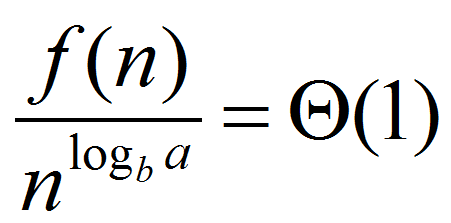 f(n) / n^{log_b a} = Θ(1)